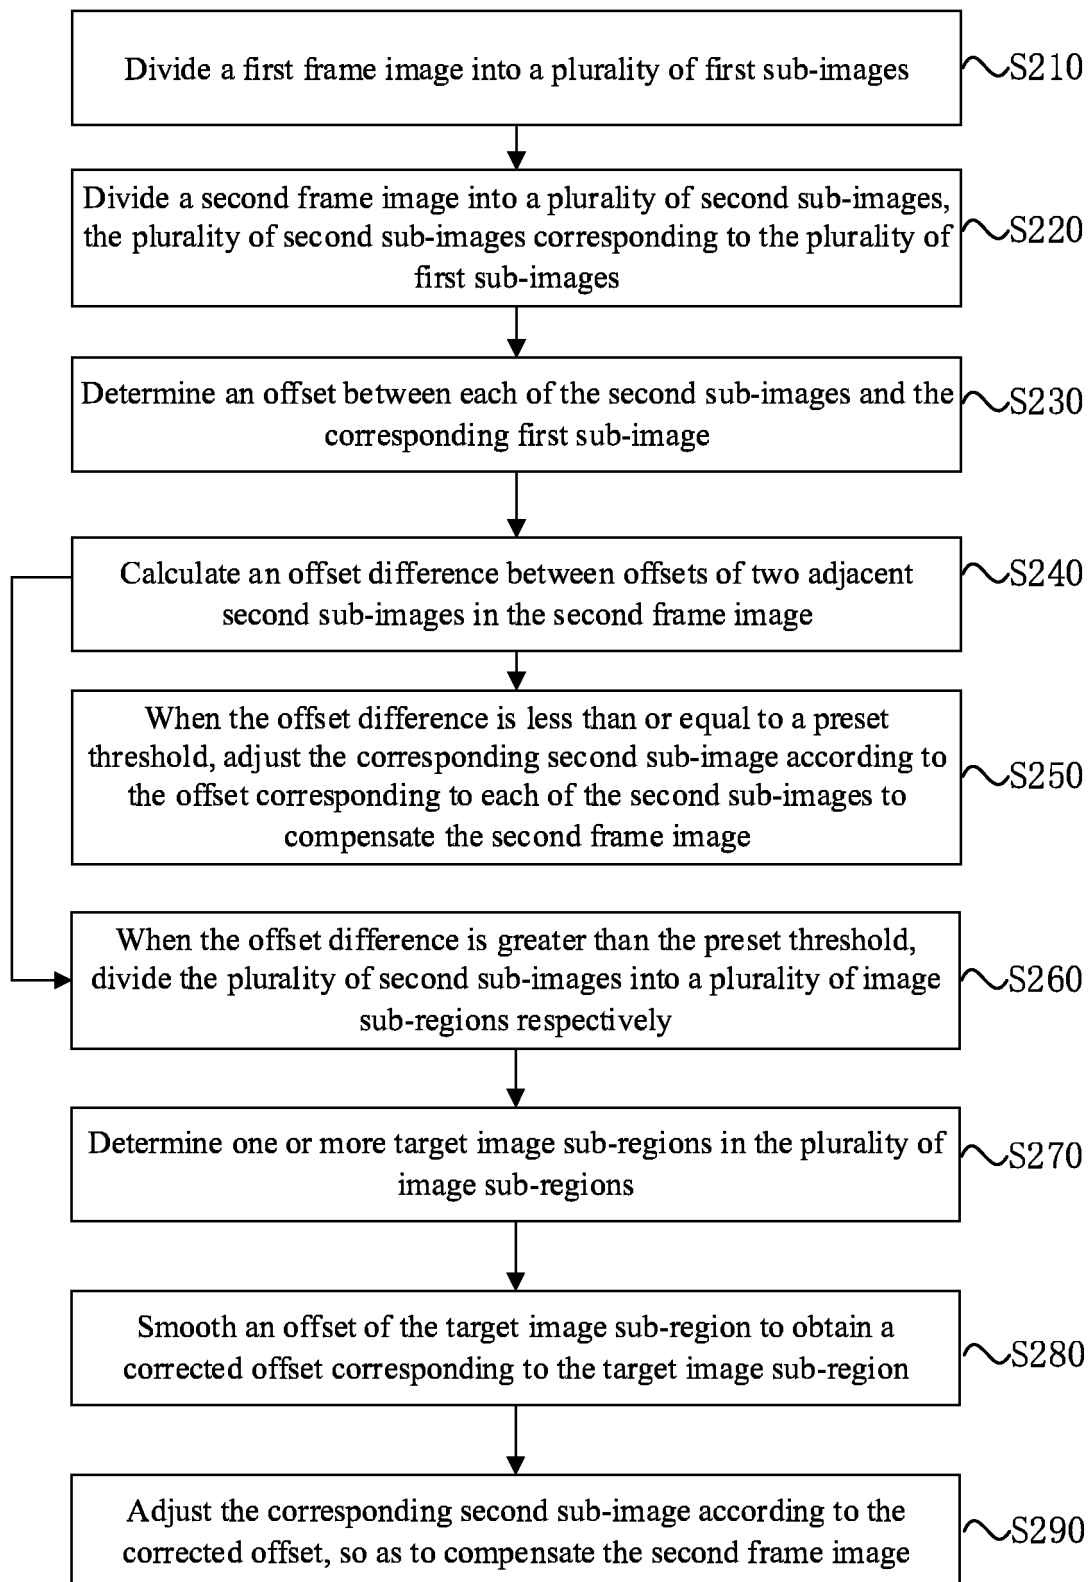 Divide a first frame image into a plurality of first sub-images
S210
Divide a second frame image into a plurality of second sub-images,
the plurality of second sub-images corresponding to the plurality of
first sub-images
S220
Determine an offset between each of the second sub-images and the
corresponding first sub-image
S230
Calculate an offset difference between offsets of two adjacent
second sub-images in the second frame image
S240
When the offset difference is less than or equal to a preset
threshold, adjust the corresponding second sub-image according to
the offset corresponding to each of the second sub-images to
compensate the second frame image
S250
When the offset difference is greater than the preset threshold,
divide the plurality of second sub-images into a plurality of image
sub-regions respectively
S260
Determine one or more target image sub-regions in the plurality of
image sub-regions
S270
Smooth an offset of the target image sub-region to obtain a
corrected offset corresponding to the target image sub-region
S280
Adjust the corresponding second sub-image according to the
corrected offset, so as to compensate the second frame image
S290